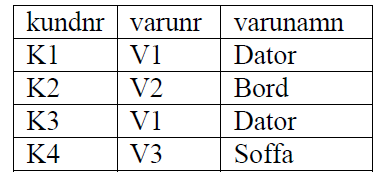 kundnr varunr varunamn
K1 V1 Dator
K2 V2 Bord
K3 V1 Dator
K4 V3 Soffa